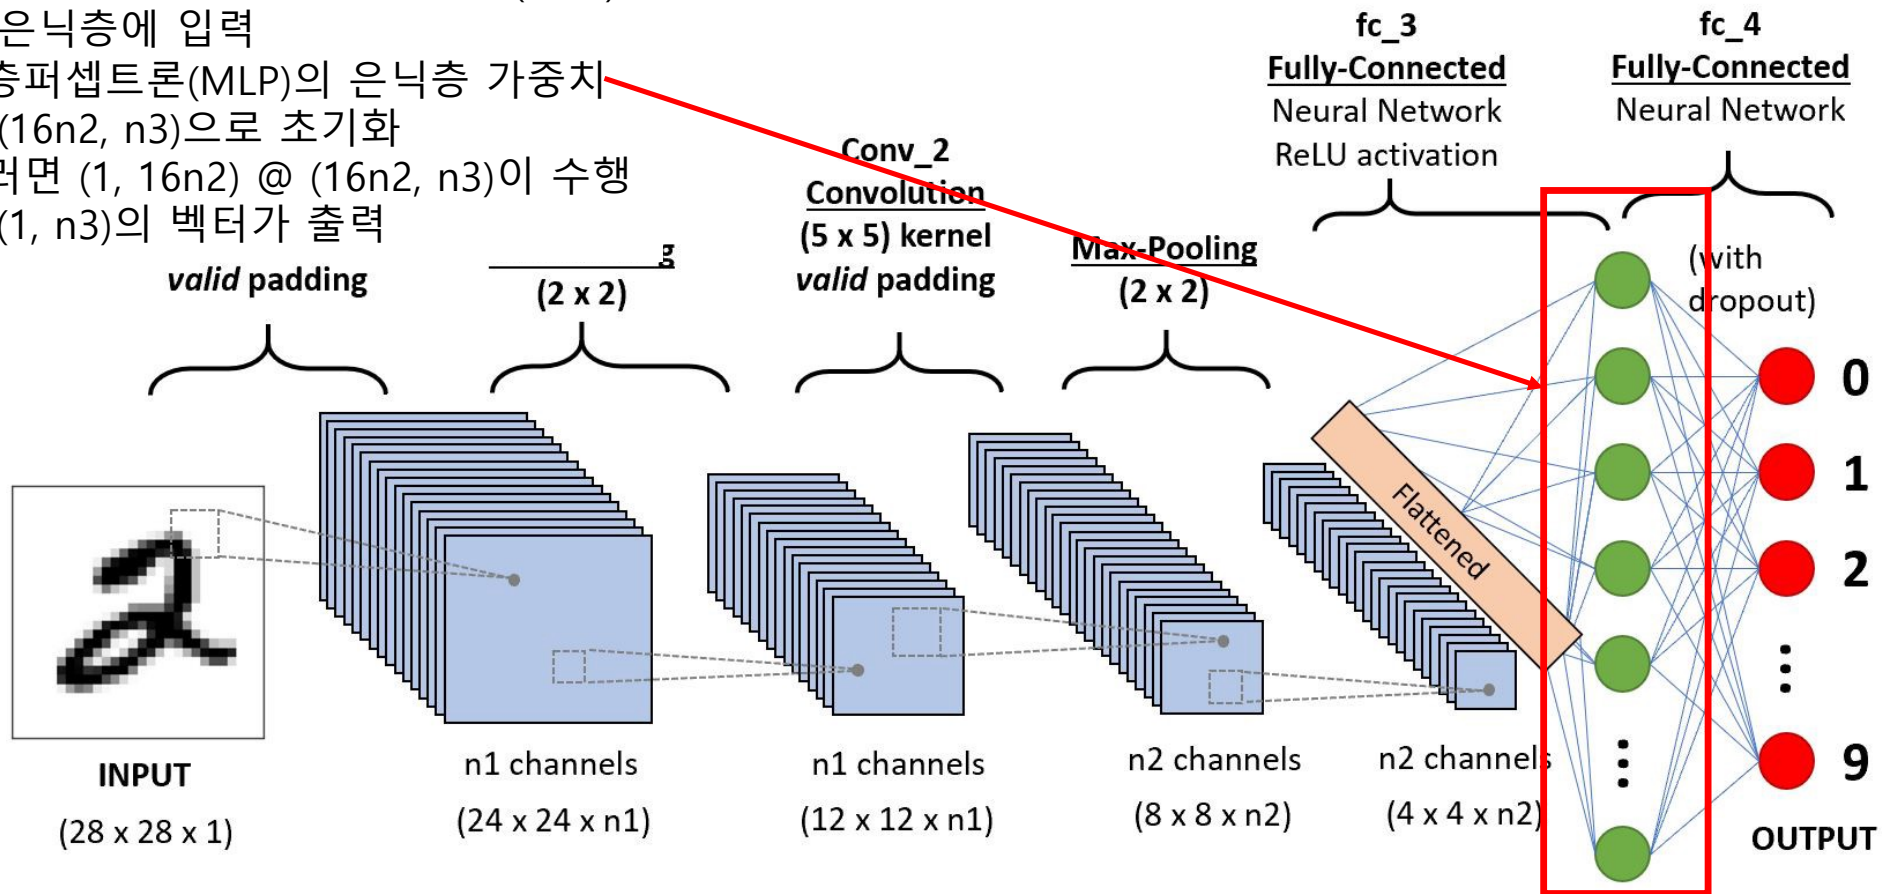 은닉층에 입력
층퍼셉트론(MLP)의 은닉층 가중치
(16n2, n3)으로 초기화
러면 (1, 16n2) @ (16n2, n3)이 수행
(1, n3)의 벡터가 출력
valid padding
g
(2 x 2)
Conv_2
Convolution
(5 x 5) kernel
valid padding
Max-Pooling
(2 x 2)
fc_3
Fully-Connected
Neural Network
ReLU activation
fc_4
Fully-Connected
Neural Network
(with
dropout)
Flattened
0
1
2
9
INPUT
(28 x 28 x 1)
n1 channels
(24 x 24 x n1)
n1 channels
(12 x 12 x n1)
n2 channels
(8 x 8 x n2)
n2 channels
(4 x 4 x n2)
OUTPUT